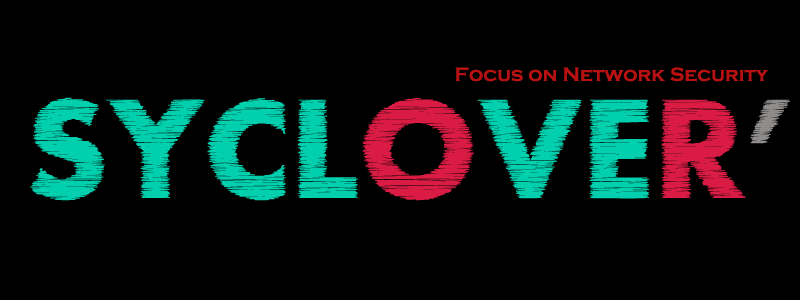 Focus on Network Security
SYCLOVER'